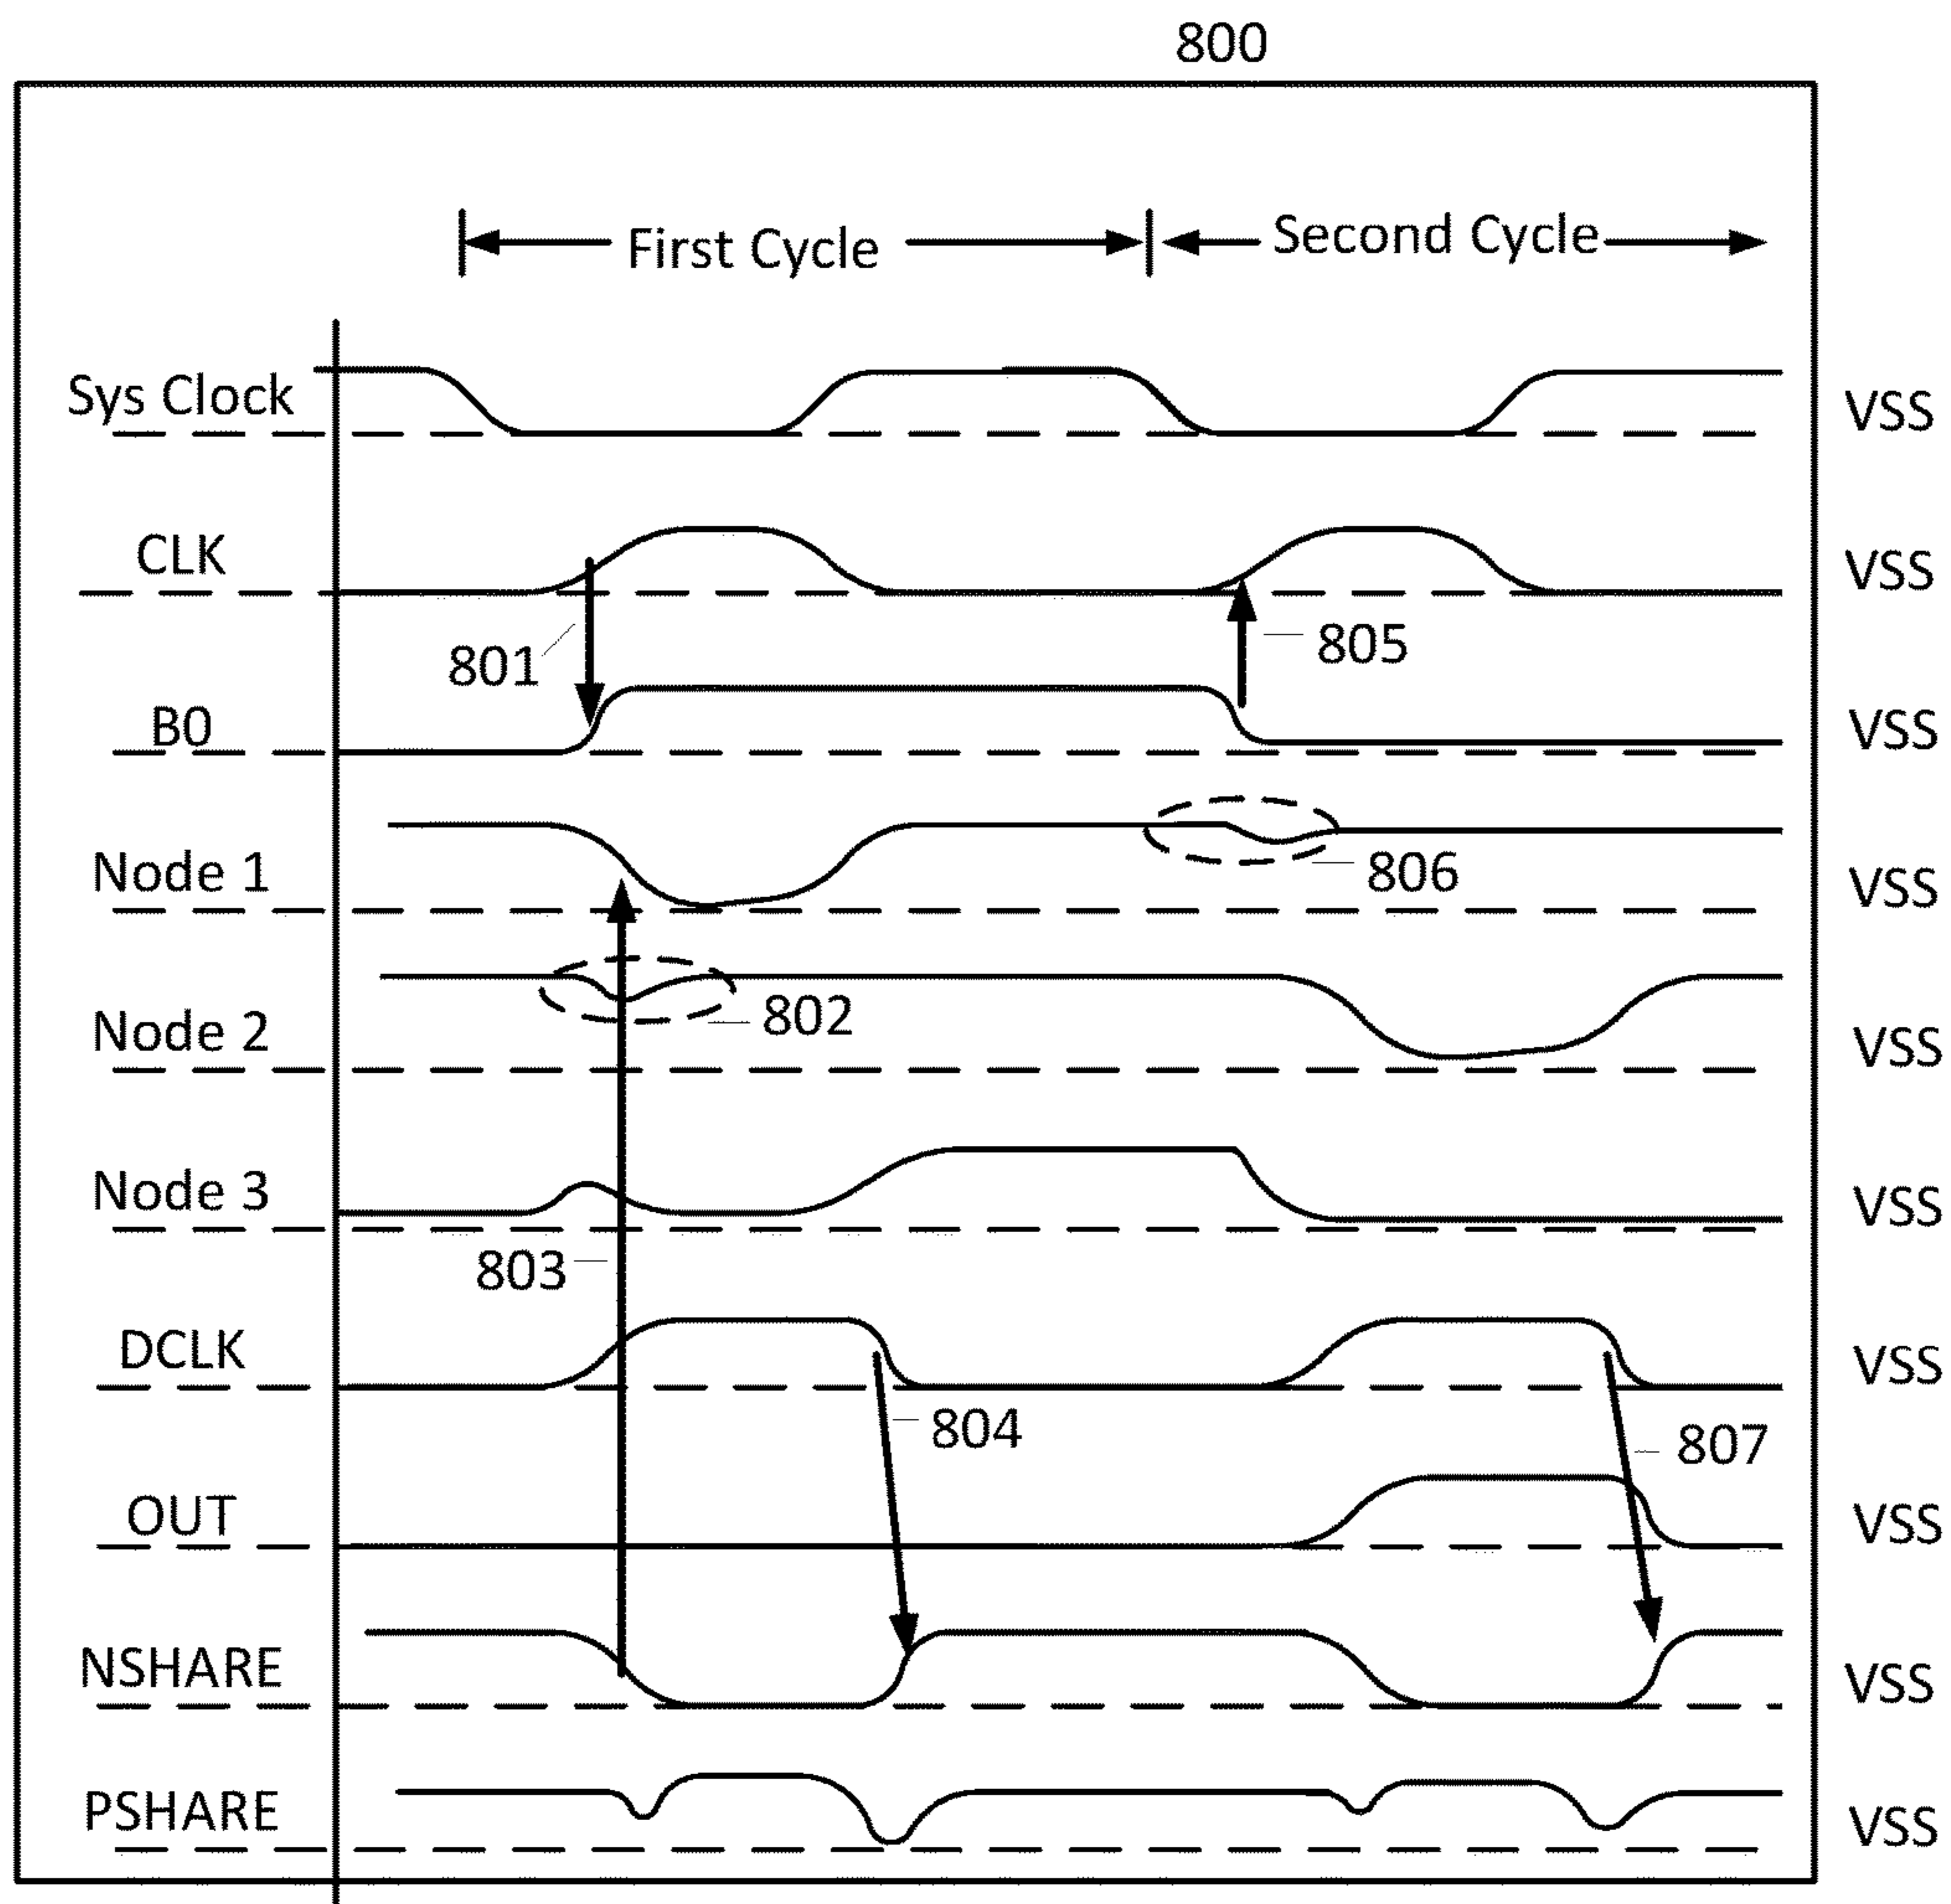 800
First Cycle
Second Cycle
Sys Clock
VSS
CLK
VSS
801
805
B0
VSS
Node 1
806
VSS
Node 2
802
VSS
Node 3
VSS
803
DCLK
VSS
804
807
OUT
VSS
NSHARE
VSS
PSHARE
VSS